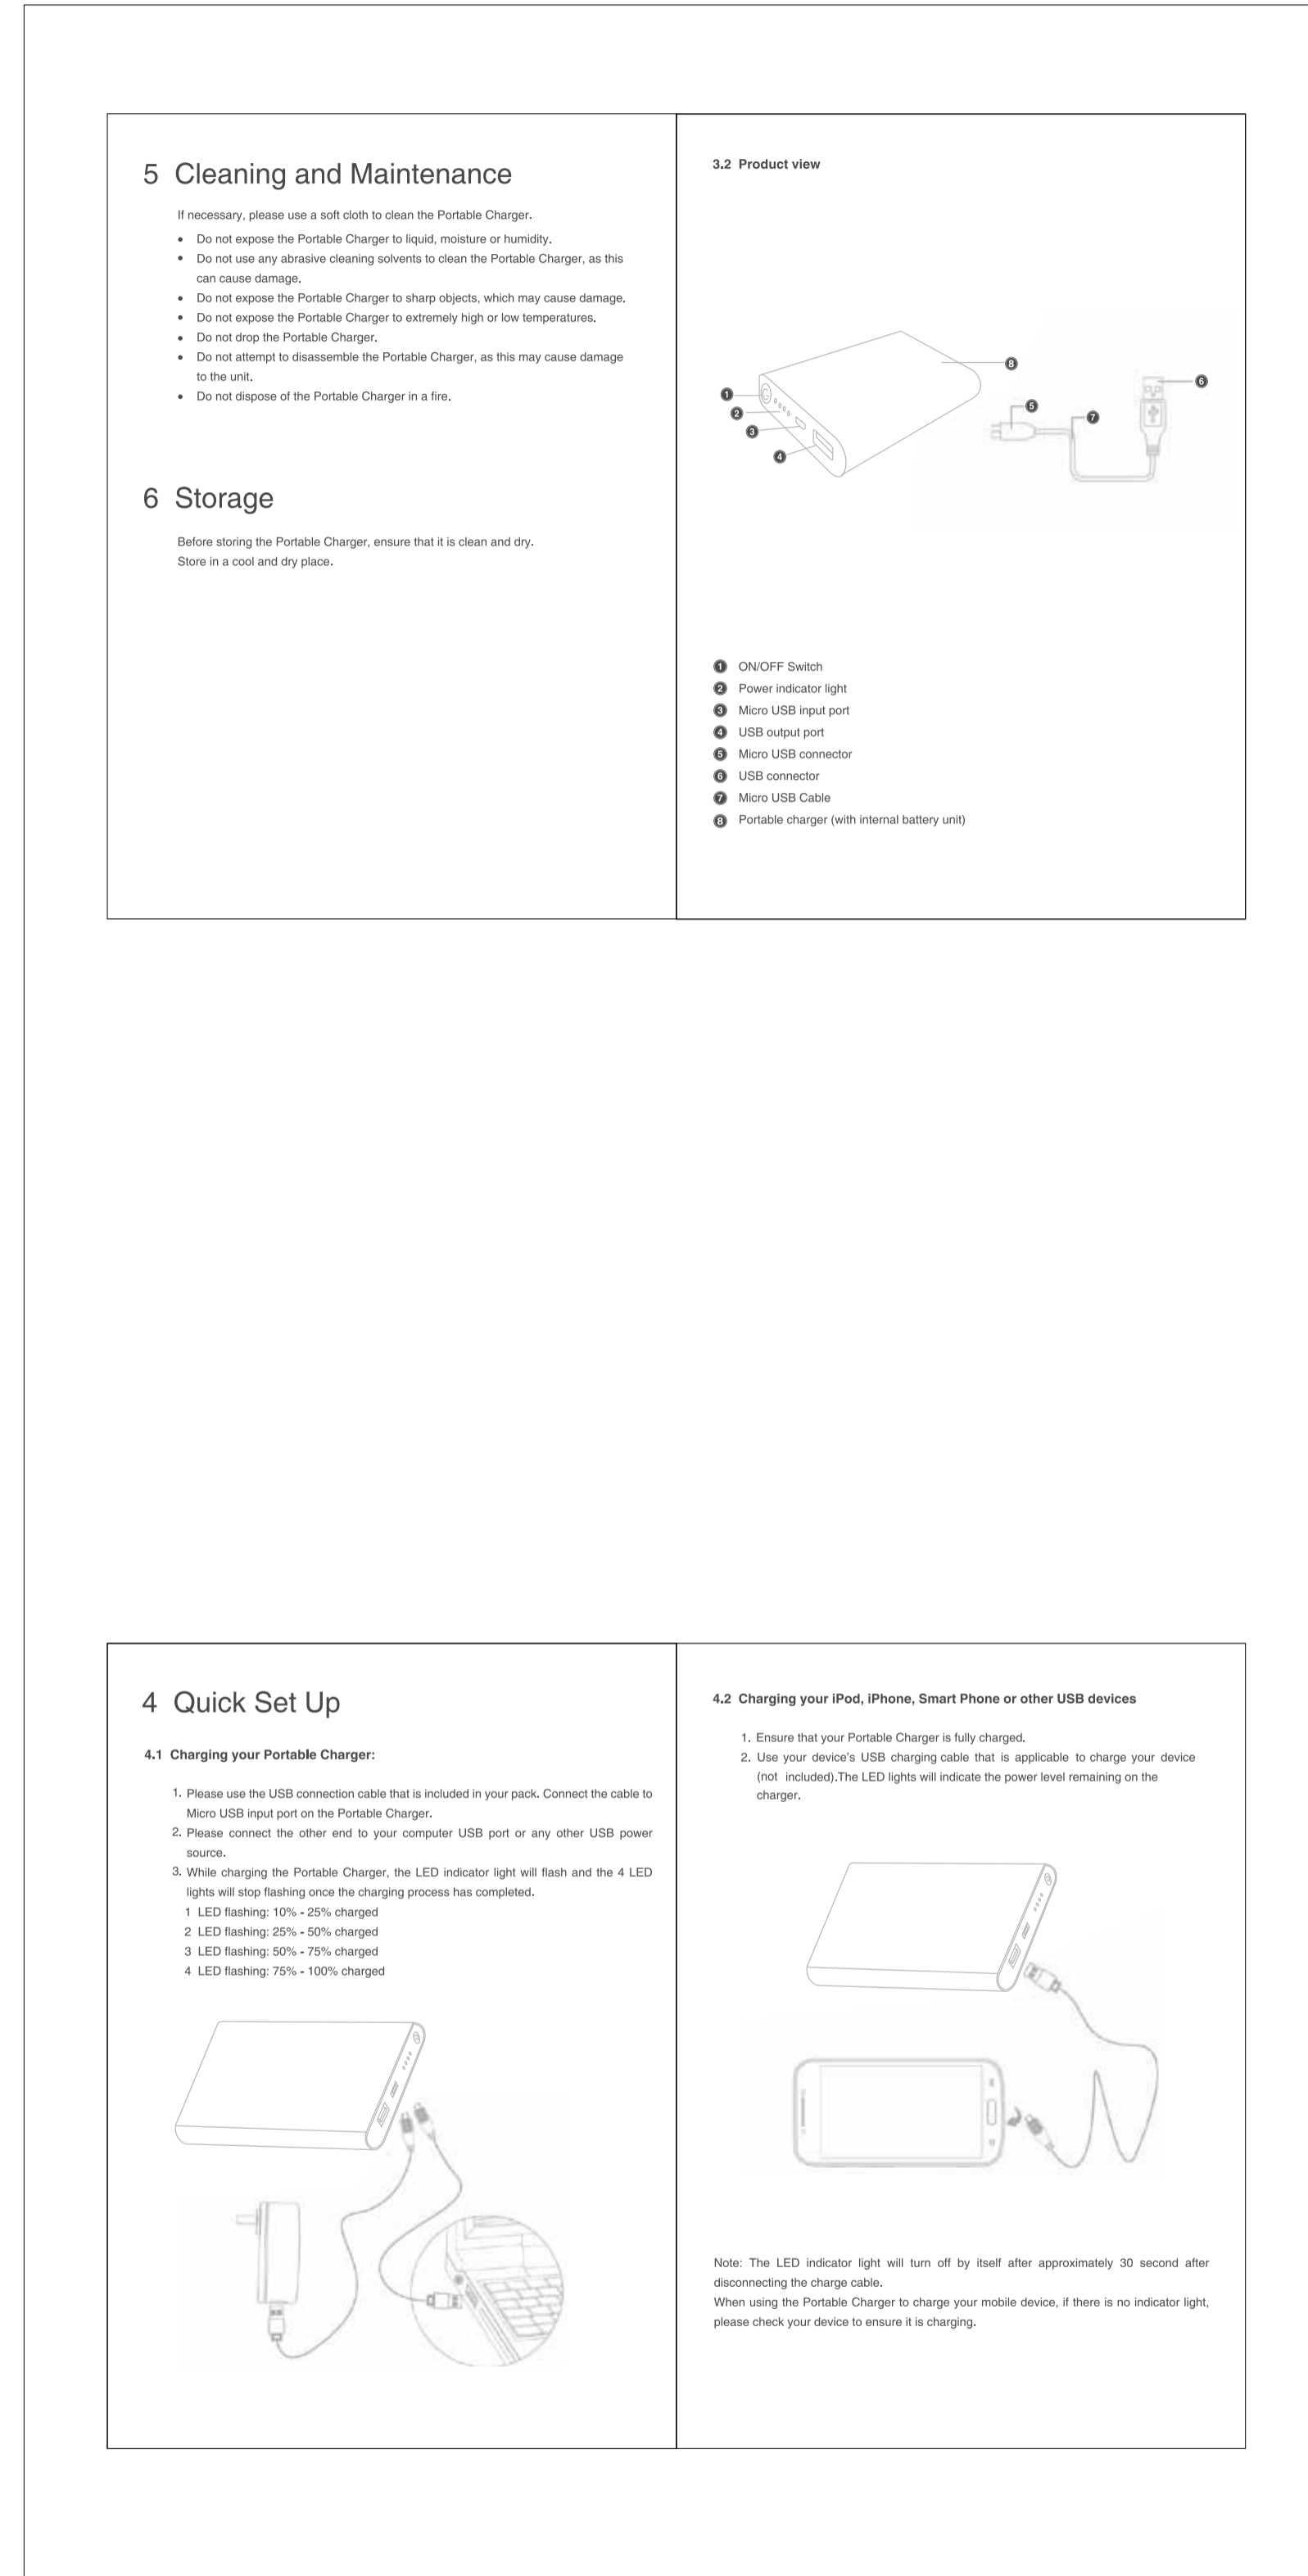 5 Cleaning and Maintenance
If necessary, please use a soft cloth to clean the Portable Charger.
• Do not expose the Portable Charger to liquid, moisture or humidity.
• Do not use any abrasive cleaning solvents to clean the Portable Charger, as this
can cause damage.
• Do not expose the Portable Charger to sharp objects, which may cause damage.
• Do not expose the Portable Charger to extremely high or low temperatures.
• Do not drop the Portable Charger.
• Do not attempt to disassemble the Portable Charger, as this may cause damage
to the unit.
• Do not dispose of the Portable Charger in a fire.
6 Storage
Before storing the Portable Charger, ensure that it is clean and dry.
Store in a cool and dry place.
3.2 Product view
8
6
1
5
2
7
3
4
1 ON/OFF Switch
2 Power indicator light
3 Micro USB input port
4 USB output port
5 Micro USB connector
6 USB connector
7 Micro USB Cable
8 Portable charger (with internal battery unit)
4 Quick Set Up
4.1 Charging your Portable Charger:
1. Please use the USB connection cable that is included in your pack. Connect the cable to
Micro USB input port on the Portable Charger.
2. Please connect the other end to your computer USB port or any other USB power
source.
3. While charging the Portable Charger, the LED indicator light will flash and the 4 LED
lights will stop flashing once the charging process has completed.
1 LED flashing: 10% - 25% charged
2 LED flashing: 25% - 50% charged
3 LED flashing: 50% - 75% charged
4 LED flashing: 75% - 100% charged
4.2 Charging your iPod, iPhone, Smart Phone or other USB devices
1. Ensure that your Portable Charger is fully charged.
2. Use your device's USB charging cable that is applicable to charge your device
(not included).The LED lights will indicate the power level remaining on the
charger.
Note: The LED indicator light will turn off by itself after approximately 30 second after
disconnecting the charge cable.
When using the Portable Charger to charge your mobile device, if there is no indicator light,
please check your device to ensure it is charging.